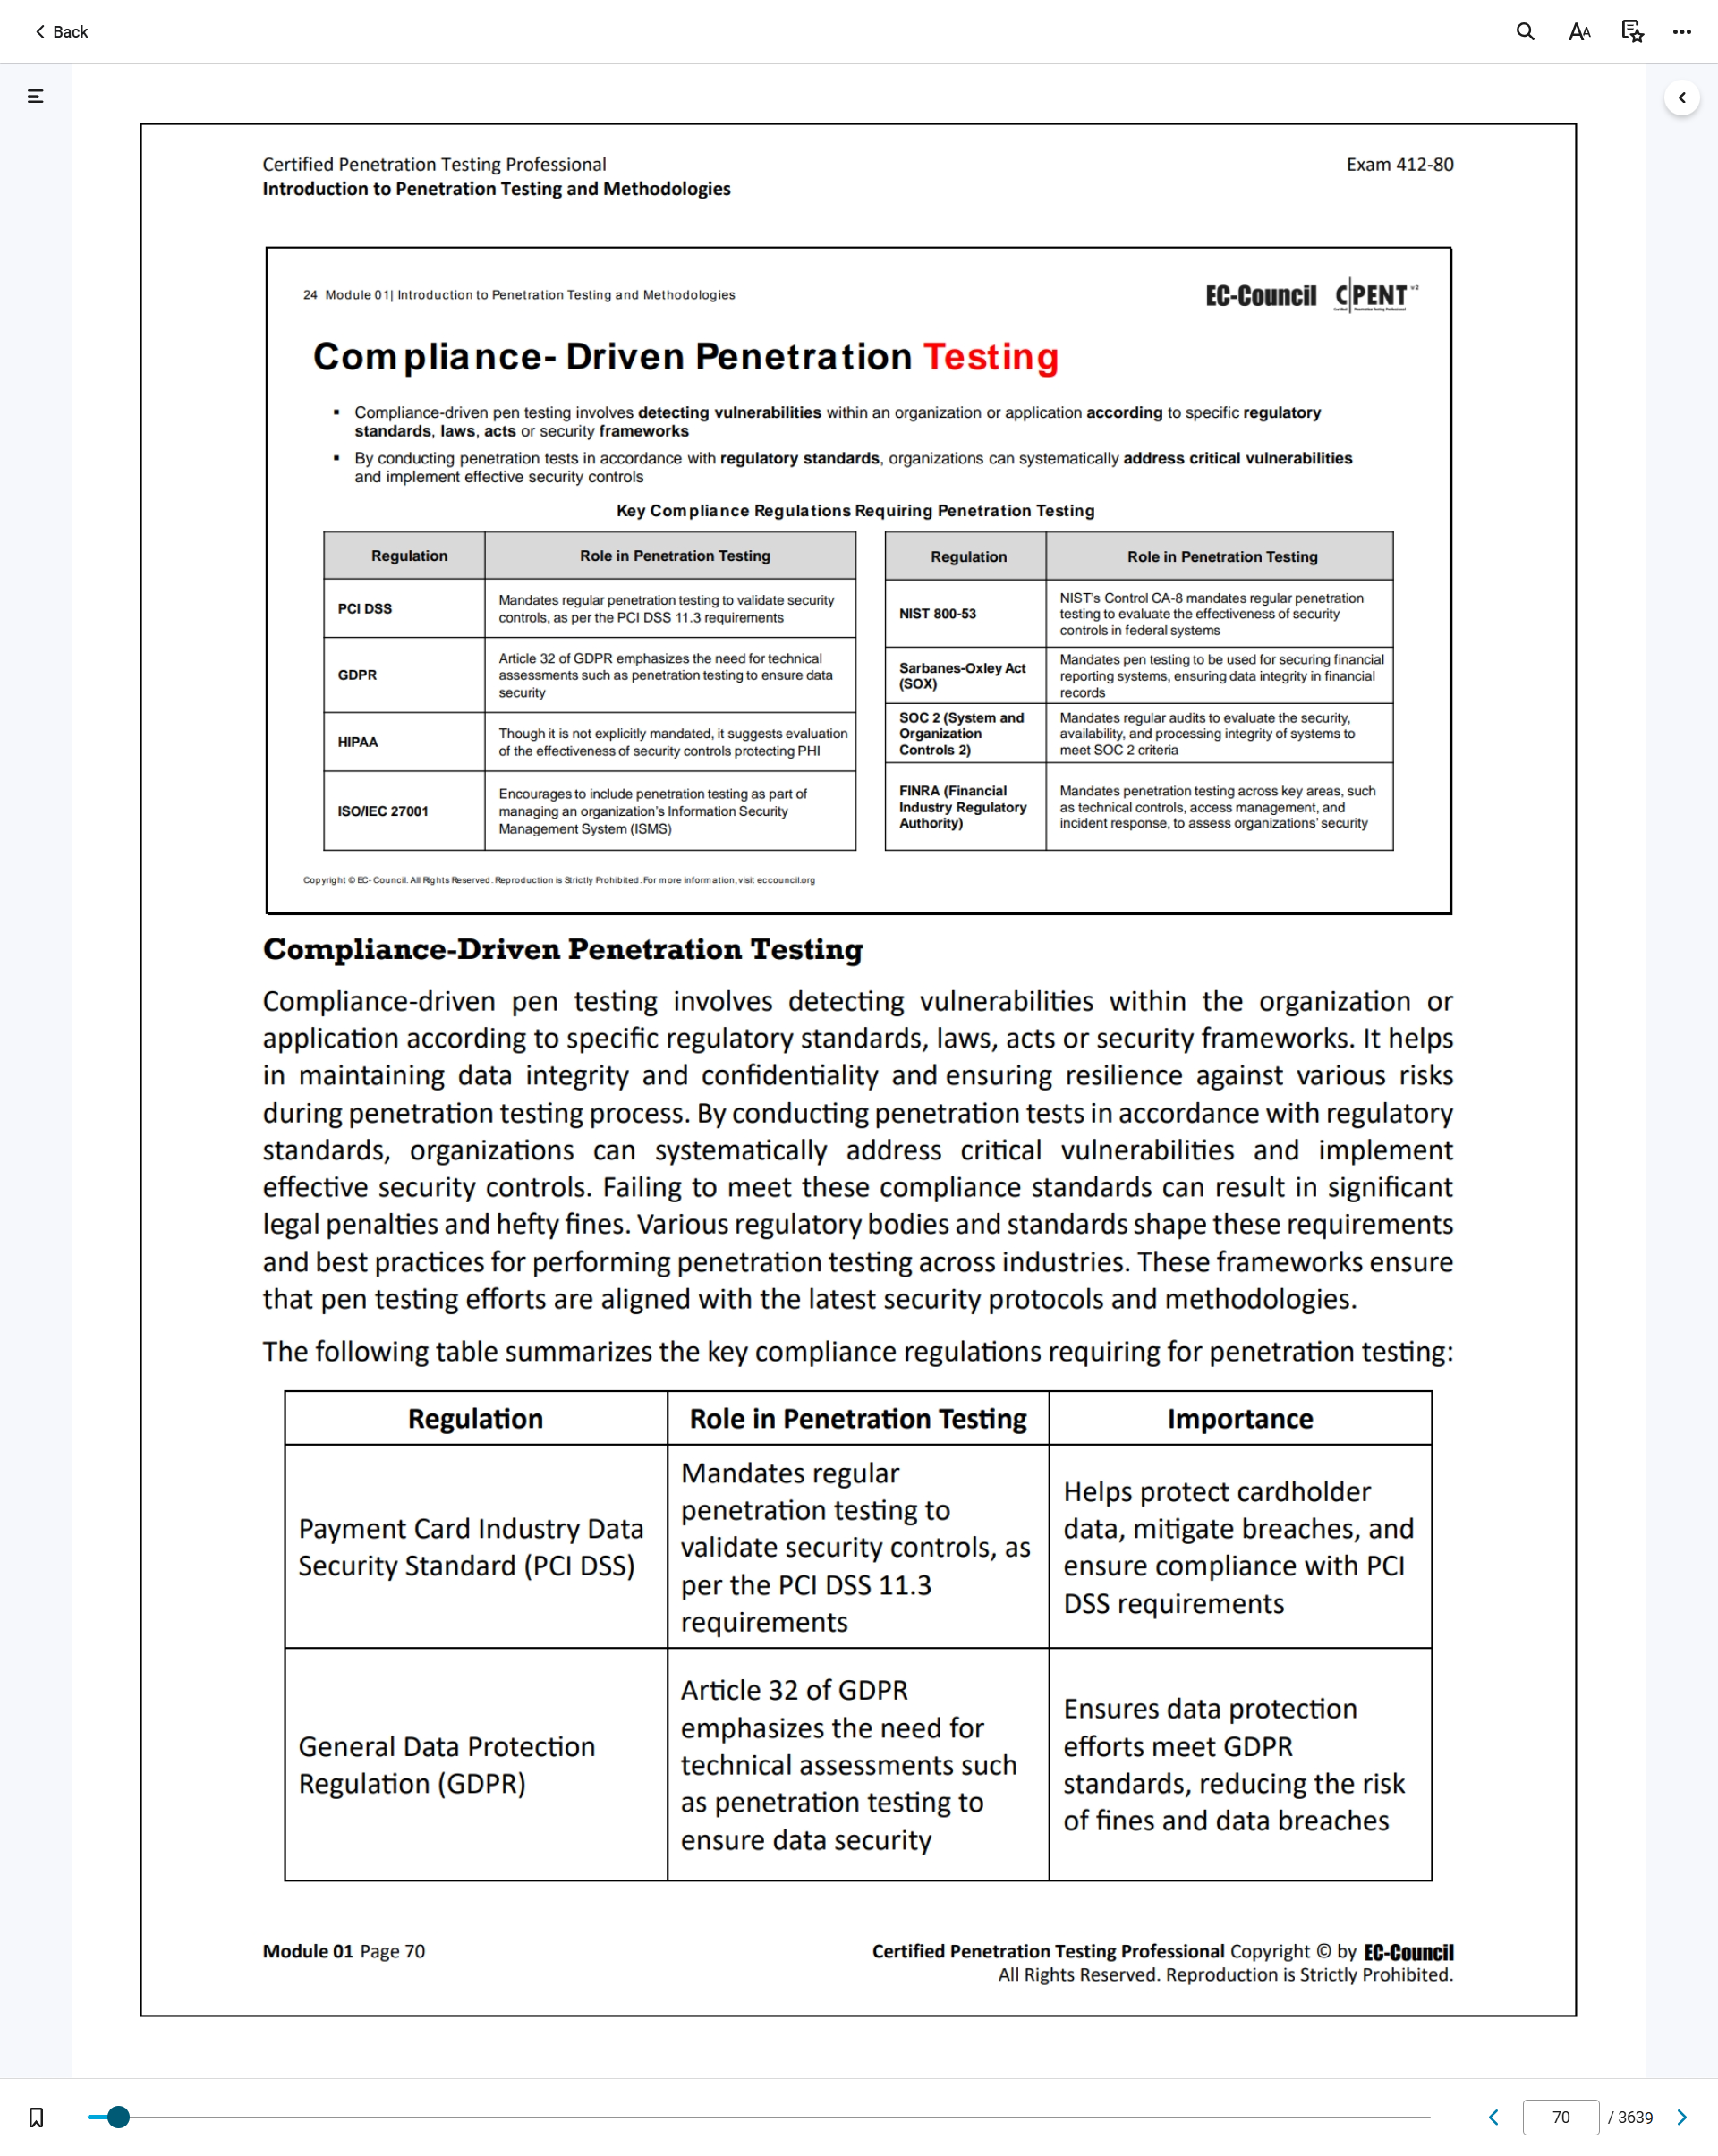 Back
Certified Penetration Testing Professional
Exam 412-80
Introduction to Penetration Testing and Methodologies
24 Module 01| Introduction to Penetration Testing and Methodologies
EC-Council C|PENT v2
Compliance- Driven Penetration Testing
▪ Compliance-driven pen testing involves detecting vulnerabilities within an organization or application according to specific regulatory
standards, laws, acts or security frameworks
▪ By conducting penetration tests in accordance with regulatory standards, organizations can systematically address critical vulnerabilities
and implement effective security controls
Key Compliance Regulations Requiring Penetration Testing
Regulation
Role in Penetration Testing
PCI DSS
Mandates regular penetration testing to validate security
controls, as per the PCI DSS 11.3 requirements
GDPR
Article 32 of GDPR emphasizes the need for technical
assessments such as penetration testing to ensure data
security
HIPAA
Though it is not explicitly mandated, it suggests evaluation
of the effectiveness of security controls protecting PHI
ISO/IEC 27001
Encourages to include penetration testing as part of
managing an organization's Information Security
Management System (ISMS)
Regulation
Role in Penetration Testing
NIST 800-53
NIST's Control CA-8 mandates regular penetration
testing to evaluate the effectiveness of security
controls in federal systems
Sarbanes-Oxley Act
(SOX)
Mandates pen testing to be used for securing financial
reporting systems, ensuring data integrity in financial
records
SOC 2 (System and
Organization
Controls 2)
Mandates regular audits to evaluate the security,
availability, and processing integrity of systems to
meet SOC 2 criteria
FINRA (Financial
Industry Regulatory
Authority)
Mandates penetration testing across key areas, such
as technical controls, access management, and
incident response, to assess organizations' security
Copyright © EC- Council. All Rights Reserved. Reproduction is Strictly Prohibited. For more information, visit eccouncil.org
Compliance-Driven Penetration Testing
Compliance-driven pen testing involves detecting vulnerabilities within the organization or
application according to specific regulatory standards, laws, acts or security frameworks. It helps
in maintaining data integrity and confidentiality and ensuring resilience against various risks
during penetration testing process. By conducting penetration tests in accordance with regulatory
standards, organizations can systematically address critical vulnerabilities and implement
effective security controls. Failing to meet these compliance standards can result in significant
legal penalties and hefty fines. Various regulatory bodies and standards shape these requirements
and best practices for performing penetration testing across industries. These frameworks ensure
that pen testing efforts are aligned with the latest security protocols and methodologies.
The following table summarizes the key compliance regulations requiring for penetration testing:
Regulation
Role in Penetration Testing
Importance
Payment Card Industry Data
Security Standard (PCI DSS)
Mandates regular
penetration testing to
validate security controls, as
per the PCI DSS 11.3
requirements
Helps protect cardholder
data, mitigate breaches, and
ensure compliance with PCI
DSS requirements
General Data Protection
Regulation (GDPR)
Article 32 of GDPR
emphasizes the need for
technical assessments such
as penetration testing to
ensure data security
Ensures data protection
efforts meet GDPR
standards, reducing the risk
of fines and data breaches
Module 01 Page 70
Certified Penetration Testing Professional Copyright © by EC-Council
All Rights Reserved. Reproduction is Strictly Prohibited.
70 / 3639